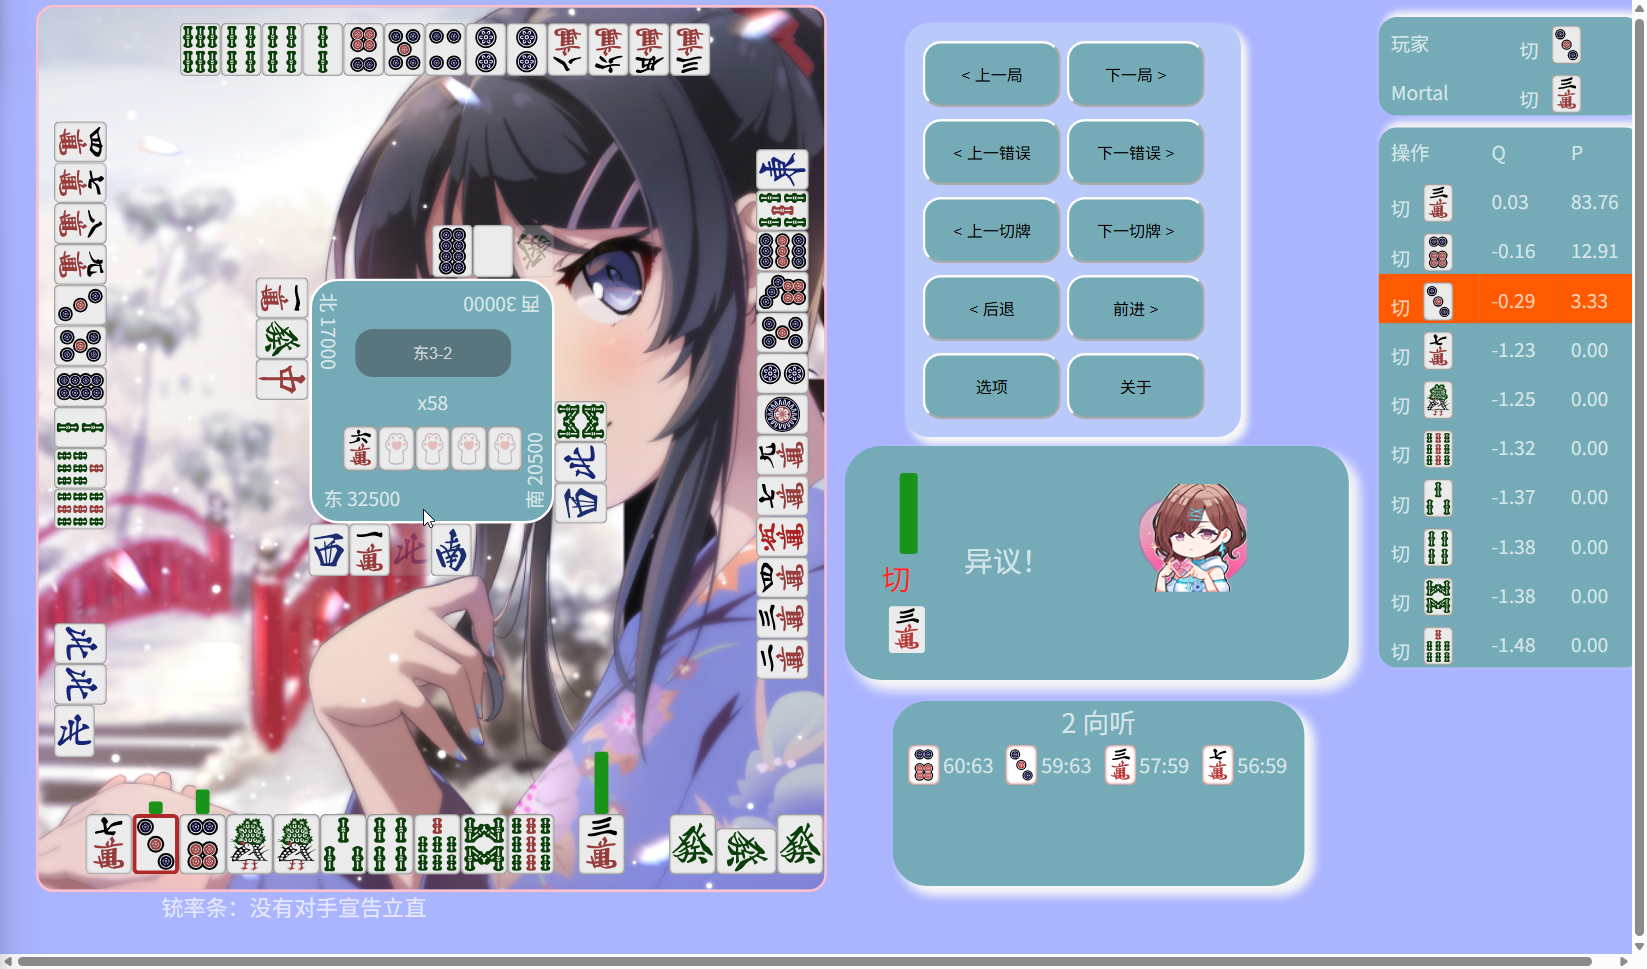 < 上一局
下一局 >
< 上一错误
下一错误 >
< 上一切牌
下一切牌 >
< 后退
前进 >
选项
关于
玩家 切
Mortal 切
操作 Q P
切 0.03 83.76
切 -0.16 12.91
切 -0.29 3.33
切 -1.23 0.00
切 -1.25 0.00
切 -1.32 0.00
切 -1.37 0.00
切 -1.38 0.00
切 -1.38 0.00
切 -1.48 0.00
西 30000
北 17000
东3-2
x58
南 20500
东 32500
异议！
切
2 向听
60:63 59:63 57:59 56:59
铳率条：没有对手宣告立直